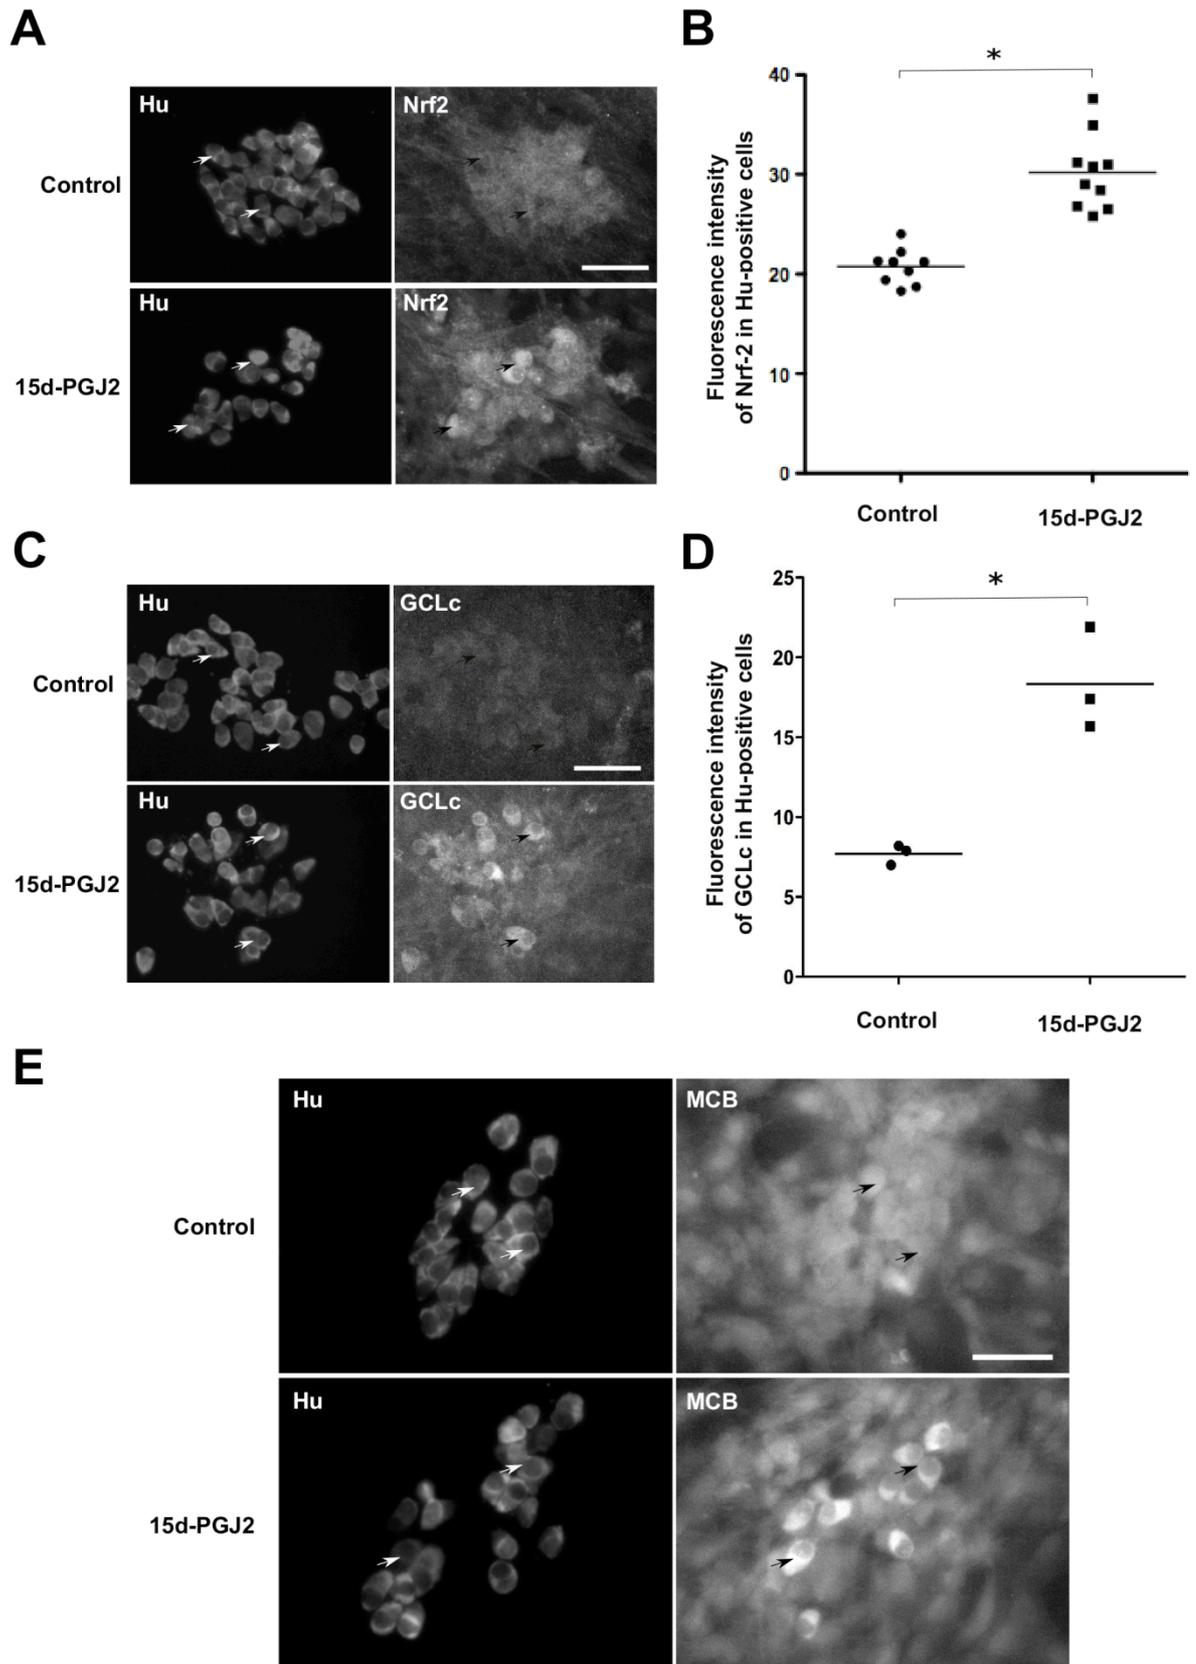 A
B
Hu
Nrf2
Control
Hu
Nrf2
15d-PGJ2
*
40
30
20
10
0
Fluorescence intensity
of Nrf-2 in Hu-positive cells
Control
15d-PGJ2
C
D
Hu
GCLc
Control
Hu
GCLc
15d-PGJ2
*
25
20
15
10
5
0
Fluorescence intensity
of GCLc in Hu-positive cells
Control
15d-PGJ2
E
Hu
MCB
Control
Hu
MCB
15d-PGJ2